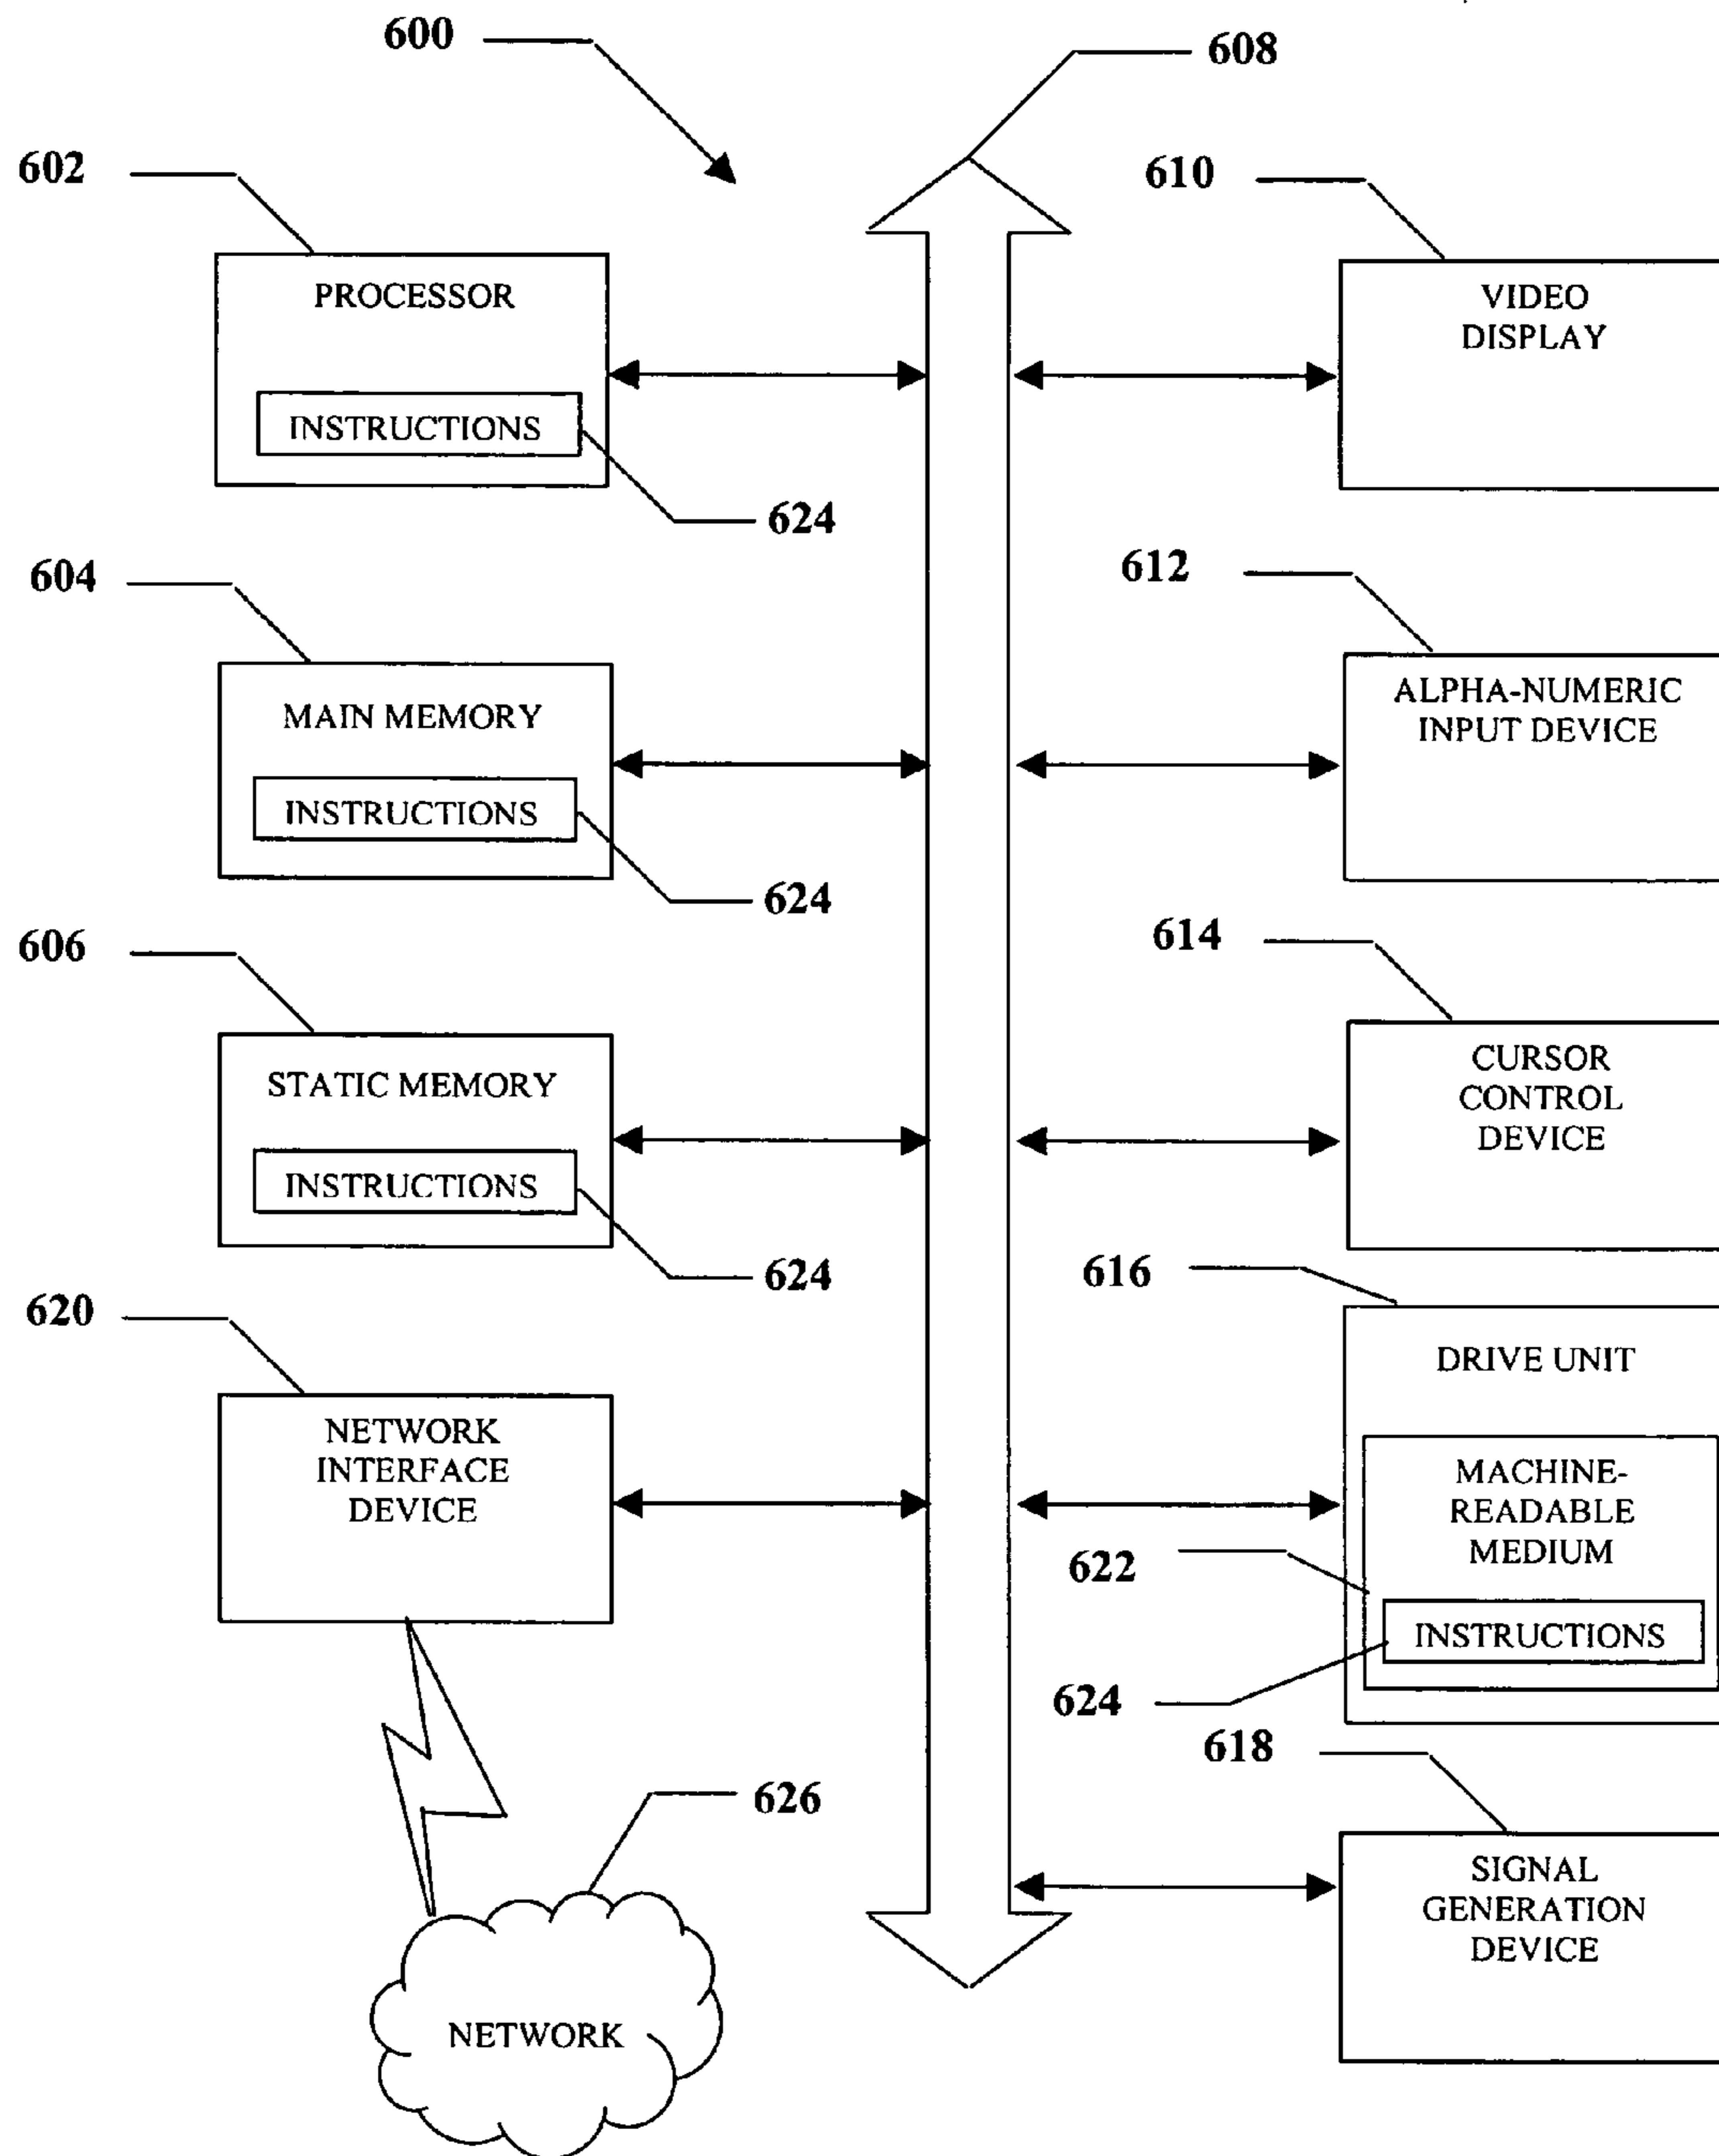 600
608
602
610
PROCESSOR
INSTRUCTIONS
624
VIDEO
DISPLAY
604
612
MAIN MEMORY
INSTRUCTIONS
624
ALPHA-NUMERIC
INPUT DEVICE
606
614
STATIC MEMORY
INSTRUCTIONS
624
CURSOR
CONTROL
DEVICE
620
616
NETWORK
INTERFACE
DEVICE
DRIVE UNIT
MACHINE-
READABLE
MEDIUM
622
INSTRUCTIONS
624
618
626
SIGNAL
GENERATION
DEVICE
NETWORK